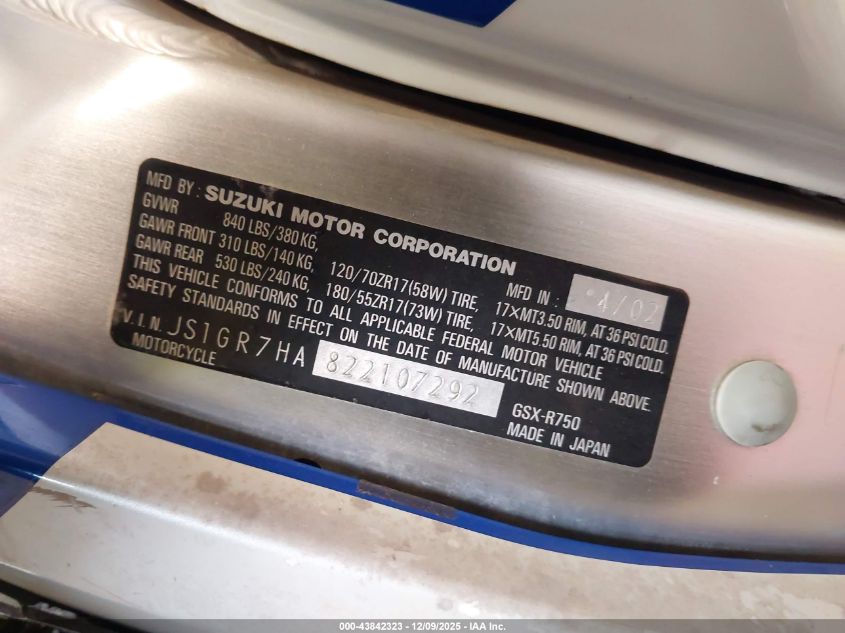 MFD BY : SUZUKI MOTOR CORPORATION
GVWR 840 LBS/380 KG, MFD IN : *4/02
GAWR FRONT 310 LBS/140 KG, 120/70ZR17(58W) TIRE, 17×MT3.50 RIM, AT 36 PSI COLD.
GAWR REAR 530 LBS/240 KG, 180/55ZR17(73W) TIRE, 17×MT5.50 RIM, AT 36 PSI COLD.
THIS VEHICLE CONFORMS TO ALL APPLICABLE FEDERAL MOTOR VEHICLE
SAFETY STANDARDS IN EFFECT ON THE DATE OF MANUFACTURE SHOWN ABOVE.
V.I.N. JS1GR7HA 822107292 GSX-R750
MOTORCYCLE MADE IN JAPAN
000-43842323 | 12/09/2025 - IAA Inc.